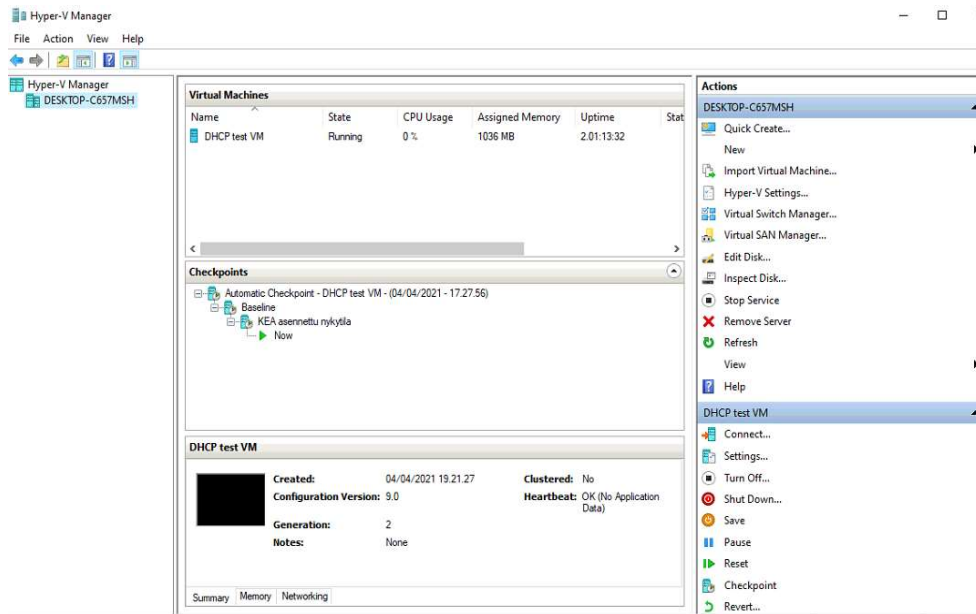 Hyper-V Manager
File Action View Help
Hyper-V Manager
DESKTOP-C657MSH
Virtual Machines
Name State CPU Usage Assigned Memory Uptime Stat
DHCP test VM Running 0 % 1036 MB 2.01:13:32
Checkpoints
Automatic Checkpoint - DHCP test VM - (04/04/2021 - 17.27.56)
Baseline
KEA asennettu nykytila
Now
DHCP test VM
Created: 04/04/2021 19.21.27 Clustered: No
Configuration Version: 9.0 Heartbeat: OK (No Application
Data)
Generation: 2
Notes: None
Summary Memory Networking
Actions
DESKTOP-C657MSH
Quick Create...
New
Import Virtual Machine...
Hyper-V Settings...
Virtual Switch Manager...
Virtual SAN Manager...
Edit Disk...
Inspect Disk...
Stop Service
Remove Server
Refresh
View
Help
DHCP test VM
Connect...
Settings...
Turn Off...
Shut Down...
Save
Pause
Reset
Checkpoint
Revert...